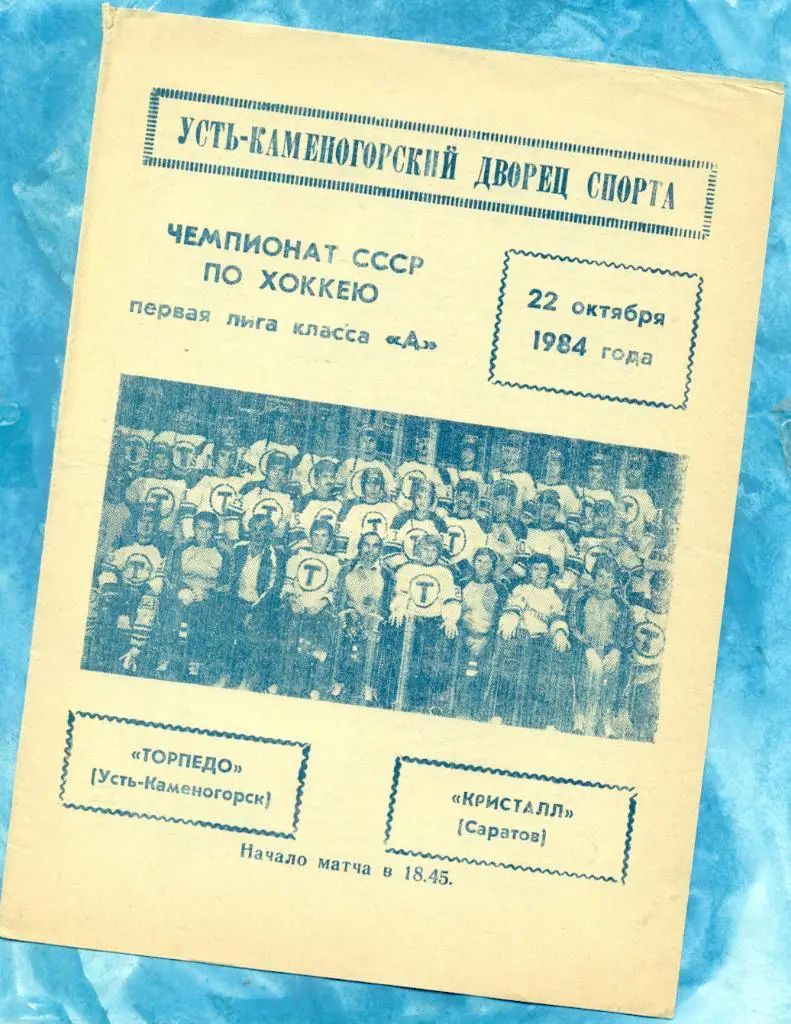 УСТЬ-КАМЕНОГОРСКИЙ ДВОРЕЦ СПОРТА
ЧЕМПИОНАТ СССР
ПО ХОККЕЮ
первая лига класса «А»
22 октября
1984 года
«ТОРПЕДО»
(Усть-Каменогорск)
«КРИСТАЛЛ»
(Саратов)
Начало матча в 18.45.